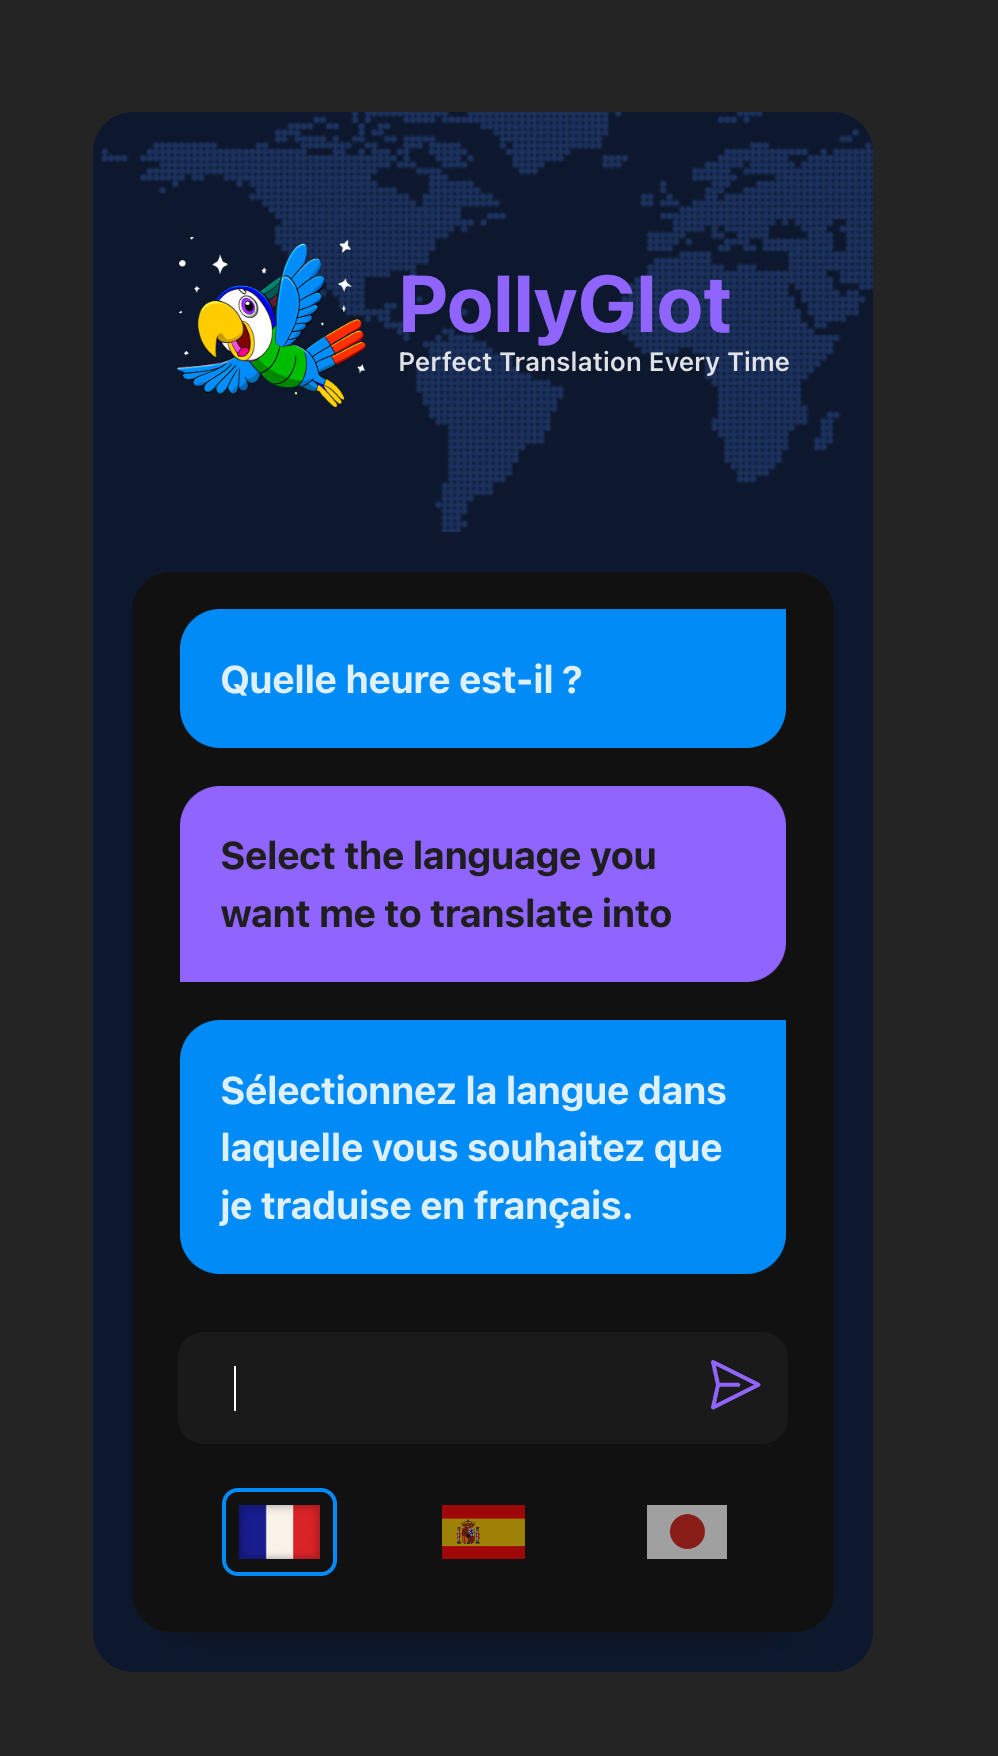 PollyGlot
Perfect Translation Every Time
Quelle heure est-il ?
Select the language you
want me to translate into
Sélectionnez la langue dans
laquelle vous souhaitez que
je traduise en français.